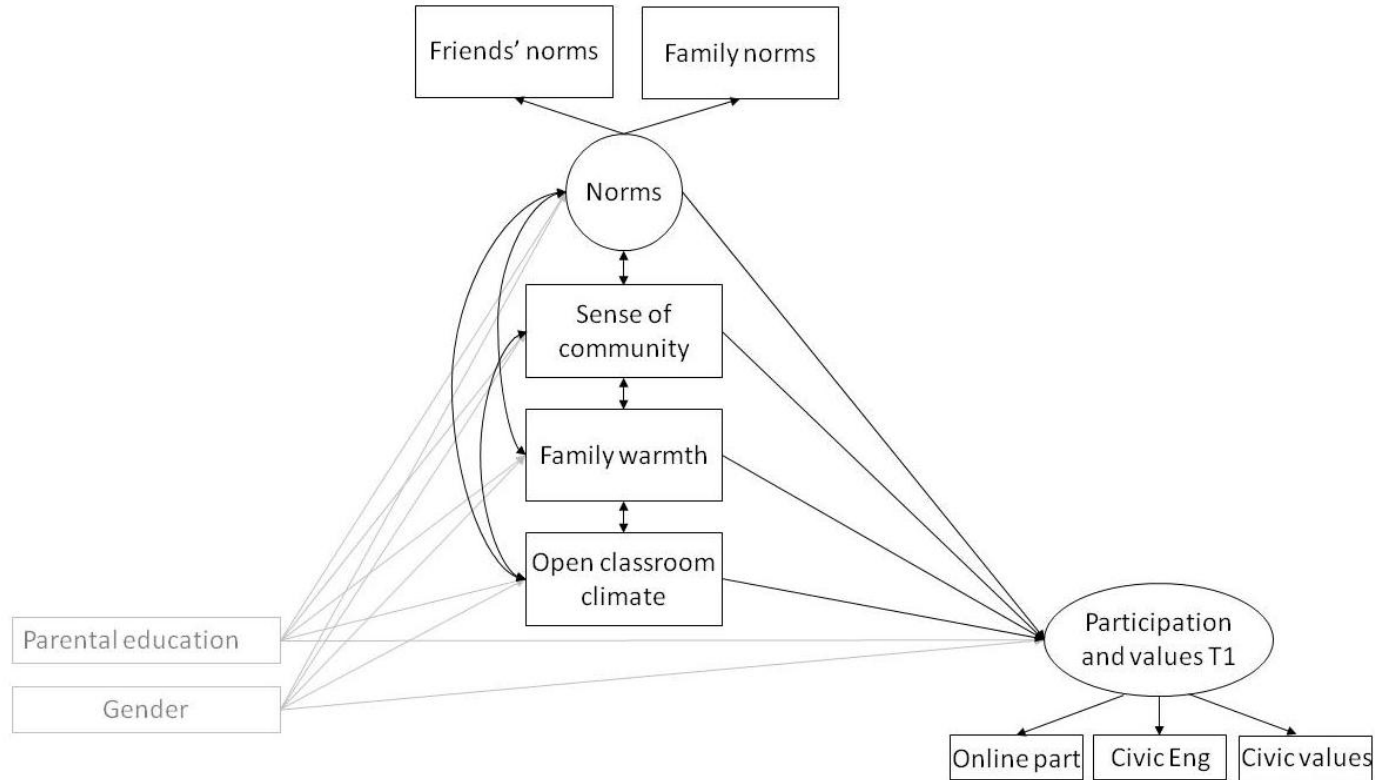 Friends’ norms
Family norms
Norms
Sense of
community
Family warmth
Open classroom
climate
Parental education
Gender
Participation
and values T1
Online part
Civic Eng
Civic values